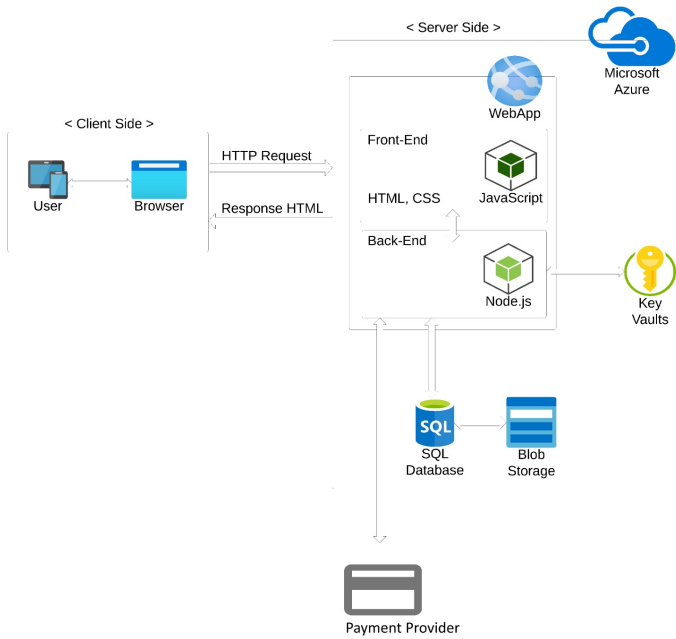 < Server Side >
Microsoft
Azure
WebApp
< Client Side >
Front-End
HTTP Request
HTML, CSS
JavaScript
User
Browser
Response HTML
Back-End
Node.js
Key
Vaults
SQL
SQL
Database
Blob
Storage
Payment Provider